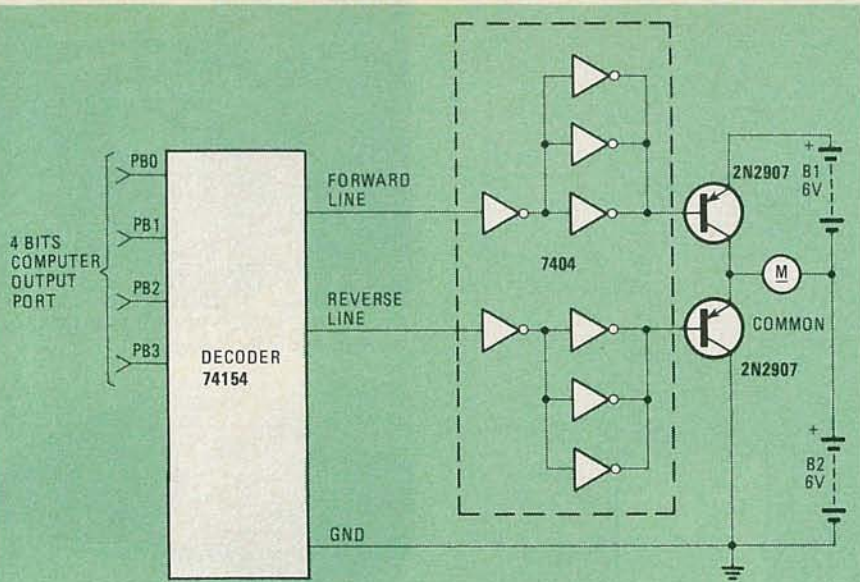 4 BITS
COMPUTER
OUTPUT
PORT
PB0
PB1
PB2
PB3
DECODER
74154
FORWARD
LINE
REVERSE
LINE
GND
7404
2N2907
M
COMMON
2N2907
+
B1
6V
+
B2
6V